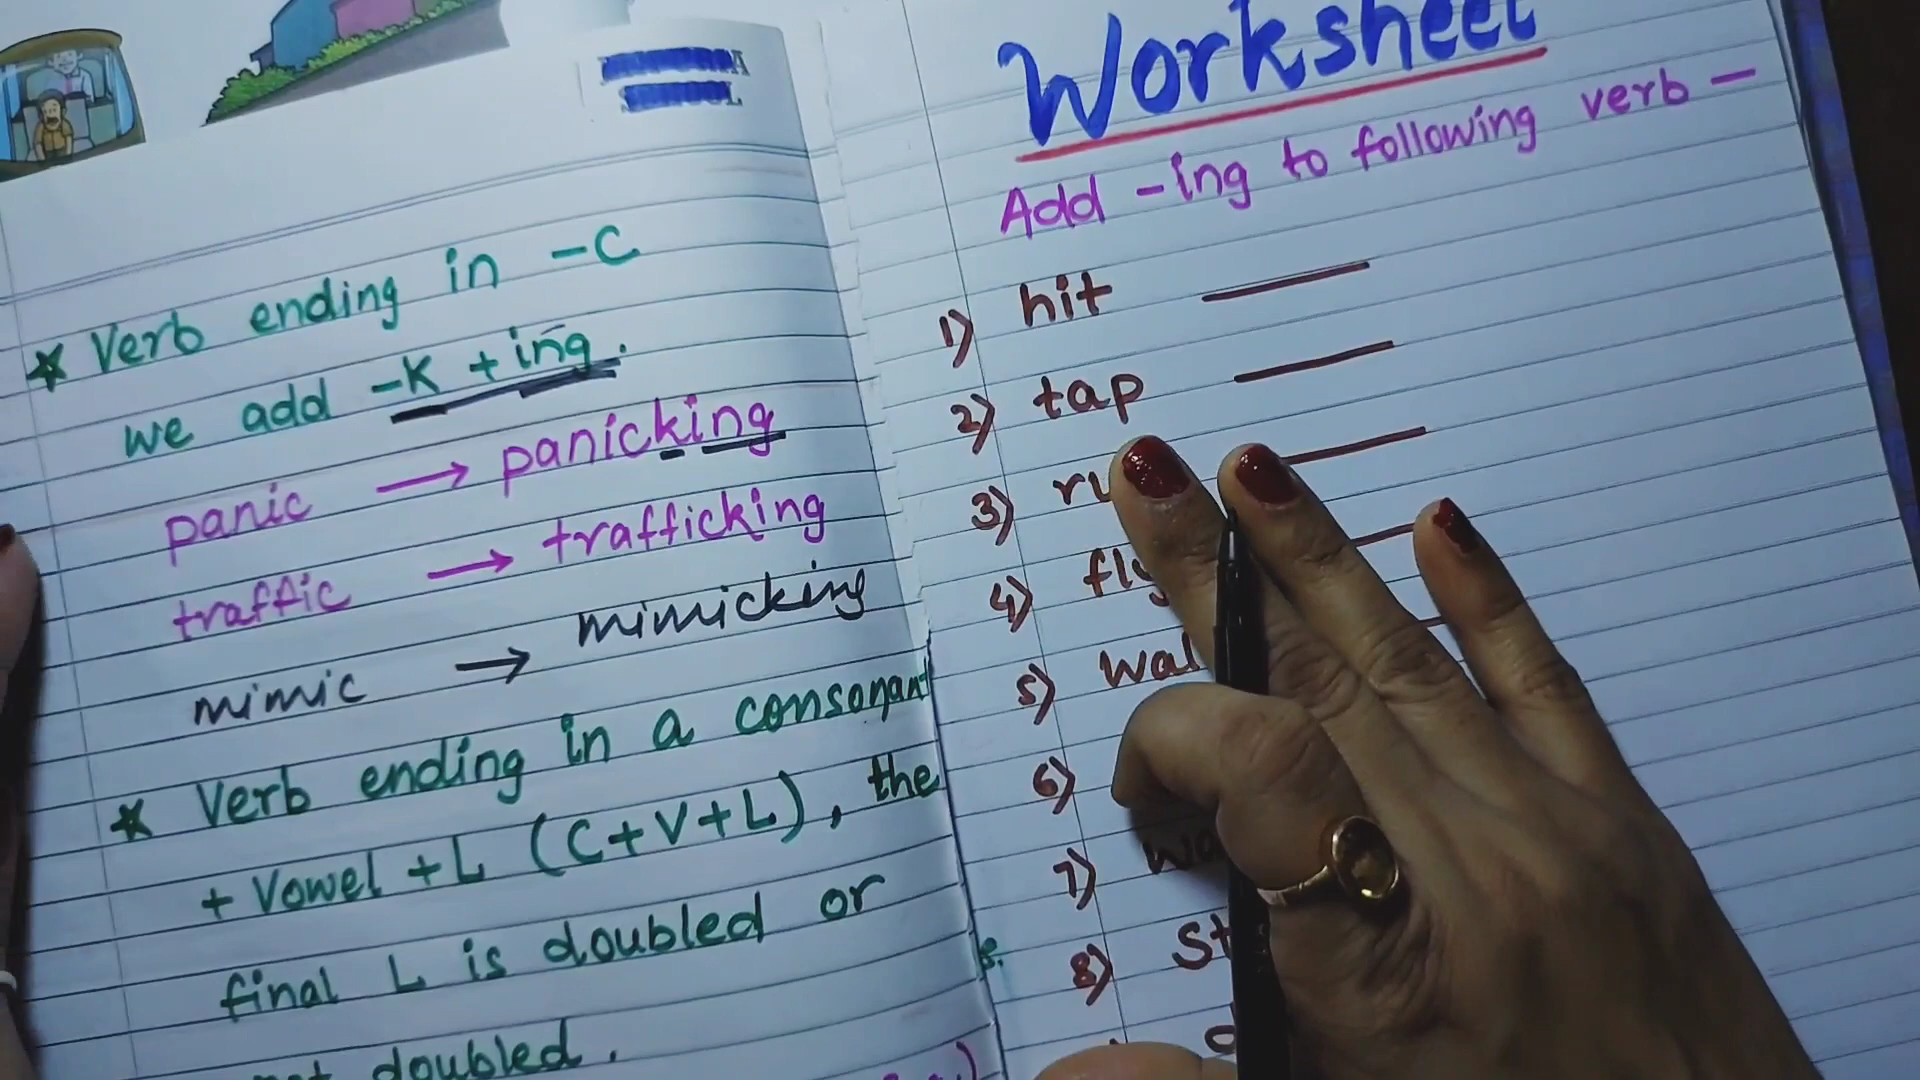 * Verb ending in -C
we add -K + ing.
panic → panicking
traffic → trafficking
mimic → mimicking
* Verb ending in a consonant
+ Vowel + L (C+V+L), the
final L is doubled or
doubled.
Worksheet
Add -ing to following verb -
1) hit
2) tap
3)
4) fly
5)
6)
7)
8)